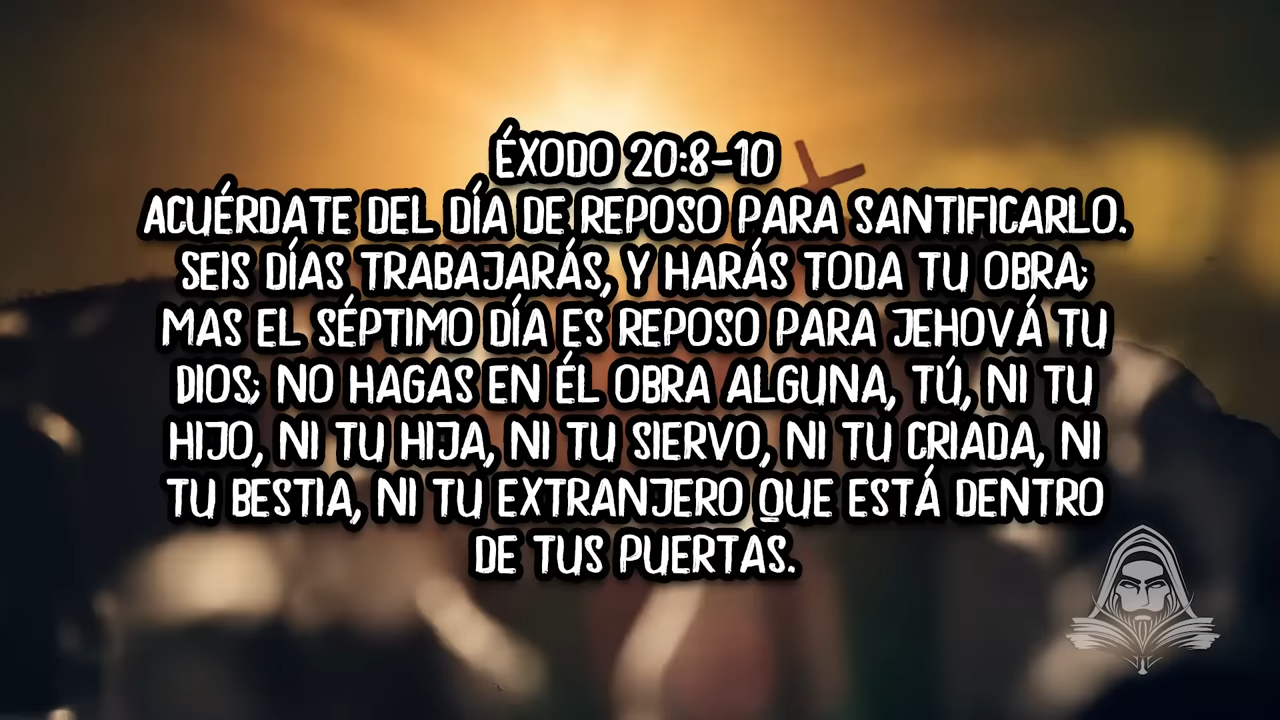 ÉXODO 20:8-10
ACUÉRDATE DEL DÍA DE REPOSO PARA SANTIFICARLO.
SEIS DÍAS TRABAJARÁS, Y HARÁS TODA TU OBRA;
MAS EL SÉPTIMO DÍA ES REPOSO PARA JEHOVÁ TU
DIOS; NO HAGAS EN ÉL OBRA ALGUNA, TÚ, NI TU
HIJO, NI TU HIJA, NI TU SIERVO, NI TU CRIADA, NI
TU BESTIA, NI TU EXTRANJERO QUE ESTÁ DENTRO
DE TUS PUERTAS.